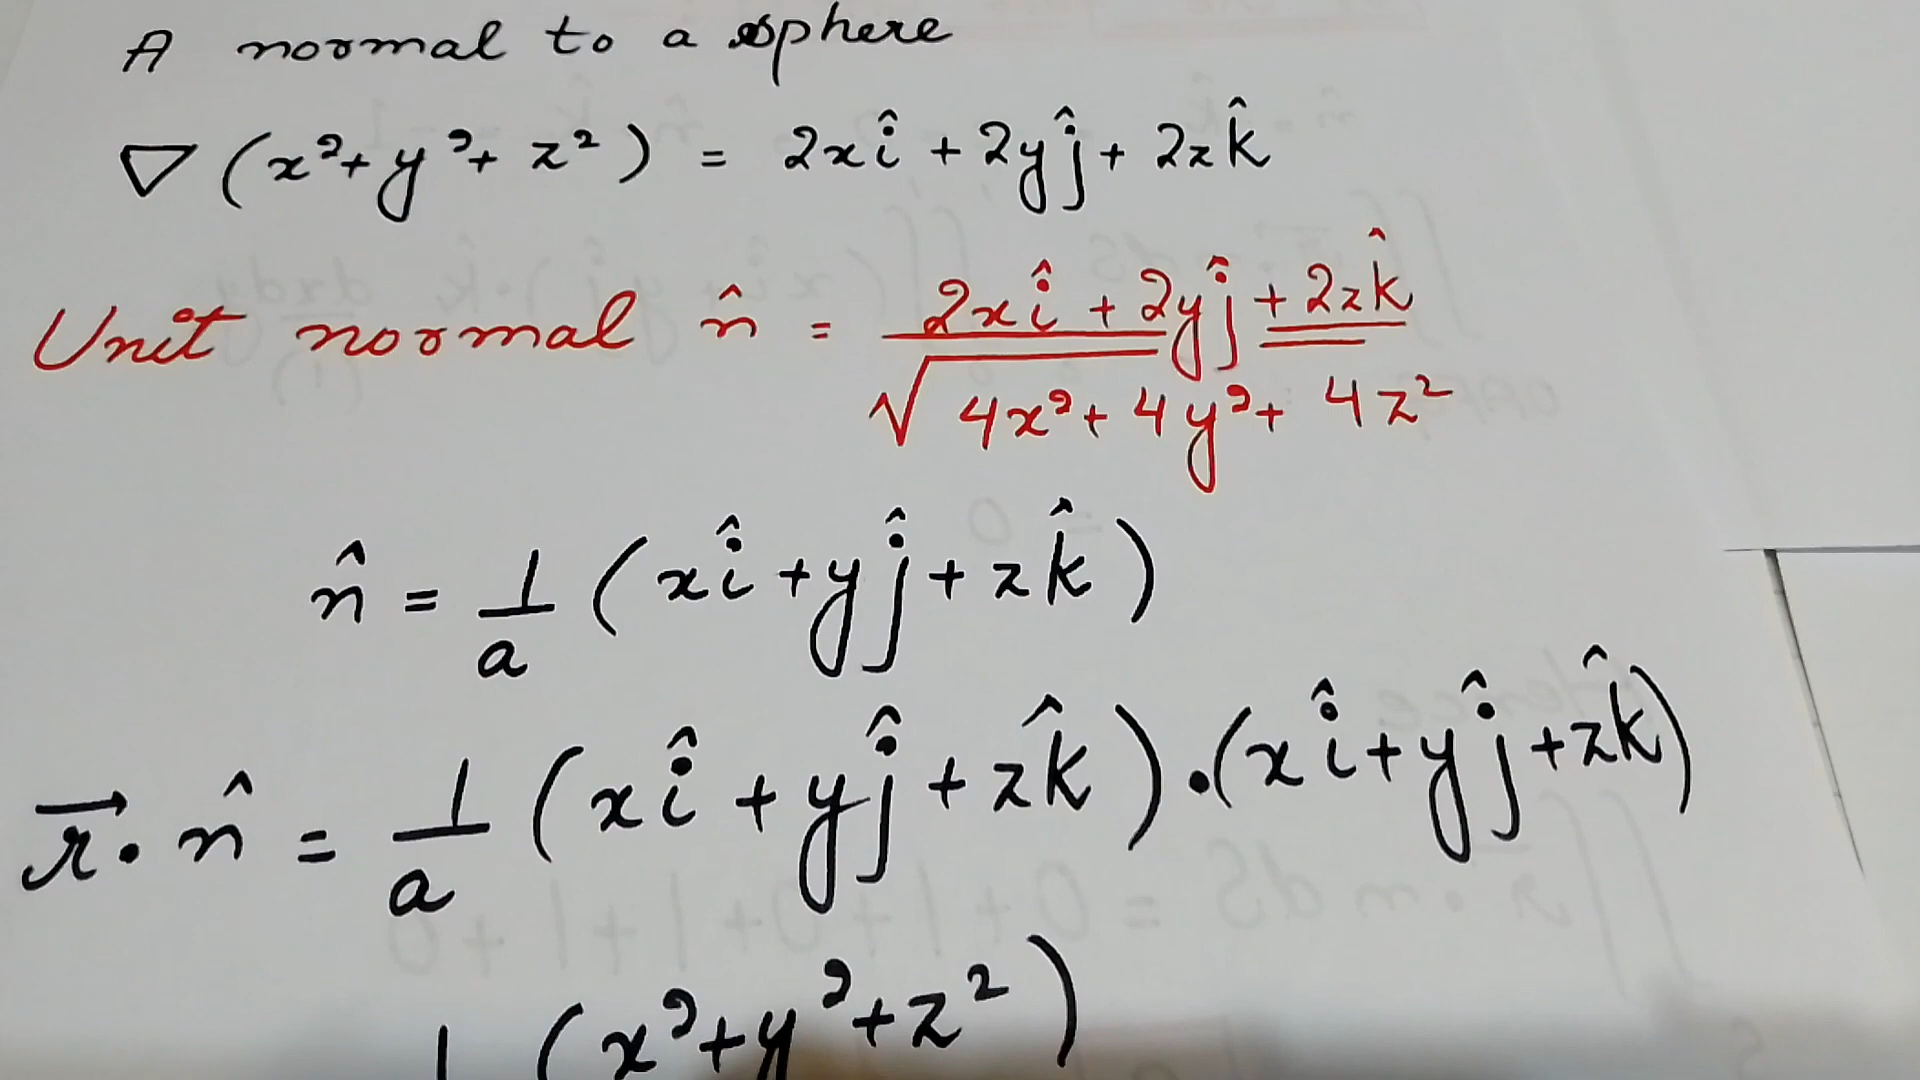 A normal to a sphere
▽ (x²+ y²+ z²) = 2xî + 2yĵ + 2zk̂
Unit normal n̂ = (2xî + 2yĵ + 2zk̂) / √(4x²+ 4y²+ 4z²)
n̂ = 1/a (xî + yĵ + zk̂)
r⃗ · n̂ = 1/a (xî + yĵ + zk̂) · (xî + yĵ + zk̂)
(x²+y²+z²)